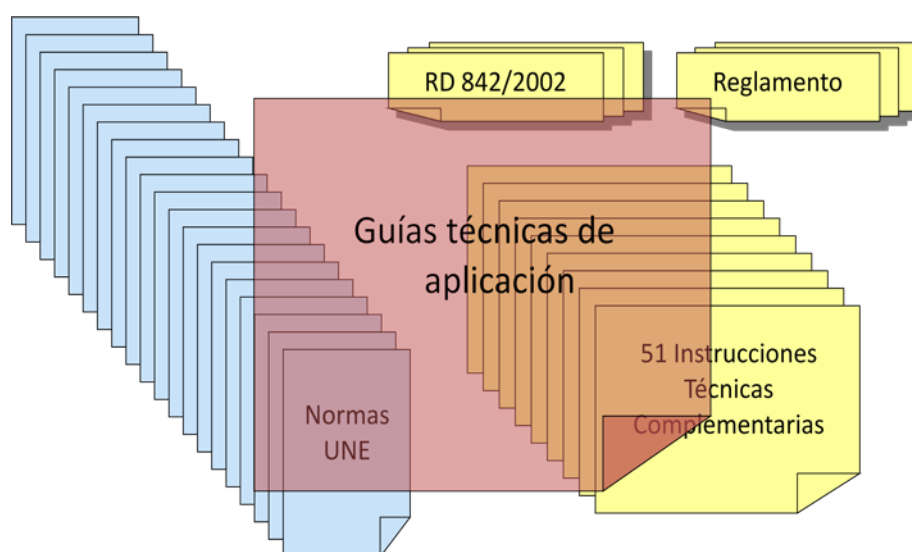 RD 842/2002
Reglamento
Guías técnicas de
aplicación
51 Instrucciones
Técnicas
Complementarias
Normas
UNE